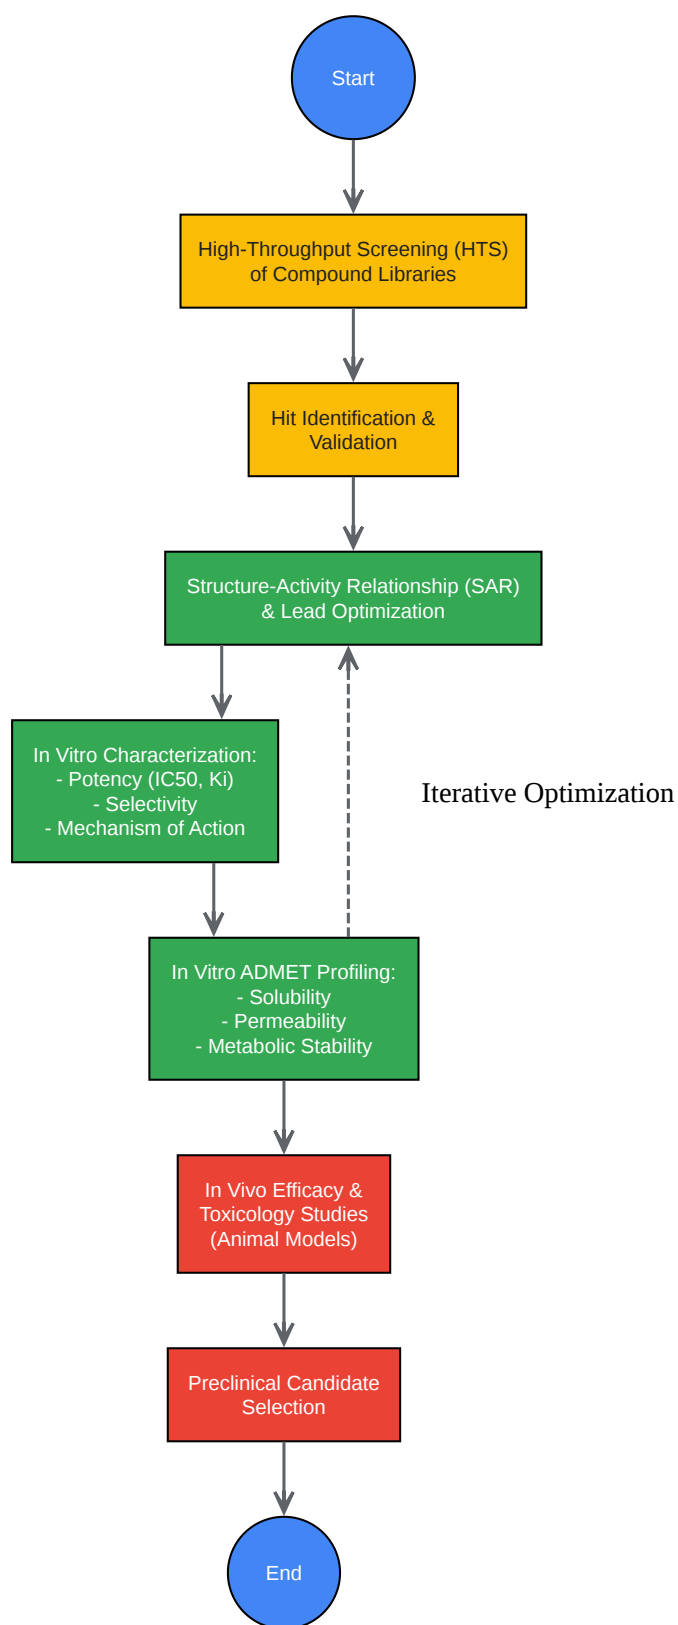 Start
High-Throughput Screening (HTS)
of Compound Libraries
Hit Identification &
Validation
Structure-Activity Relationship (SAR)
& Lead Optimization
In Vitro Characterization:
- Potency (IC50, Ki)
- Selectivity
- Mechanism of Action
Iterative Optimization
In Vitro ADMET Profiling:
- Solubility
- Permeability
- Metabolic Stability
In Vivo Efficacy &
Toxicology Studies
(Animal Models)
Preclinical Candidate
Selection
End